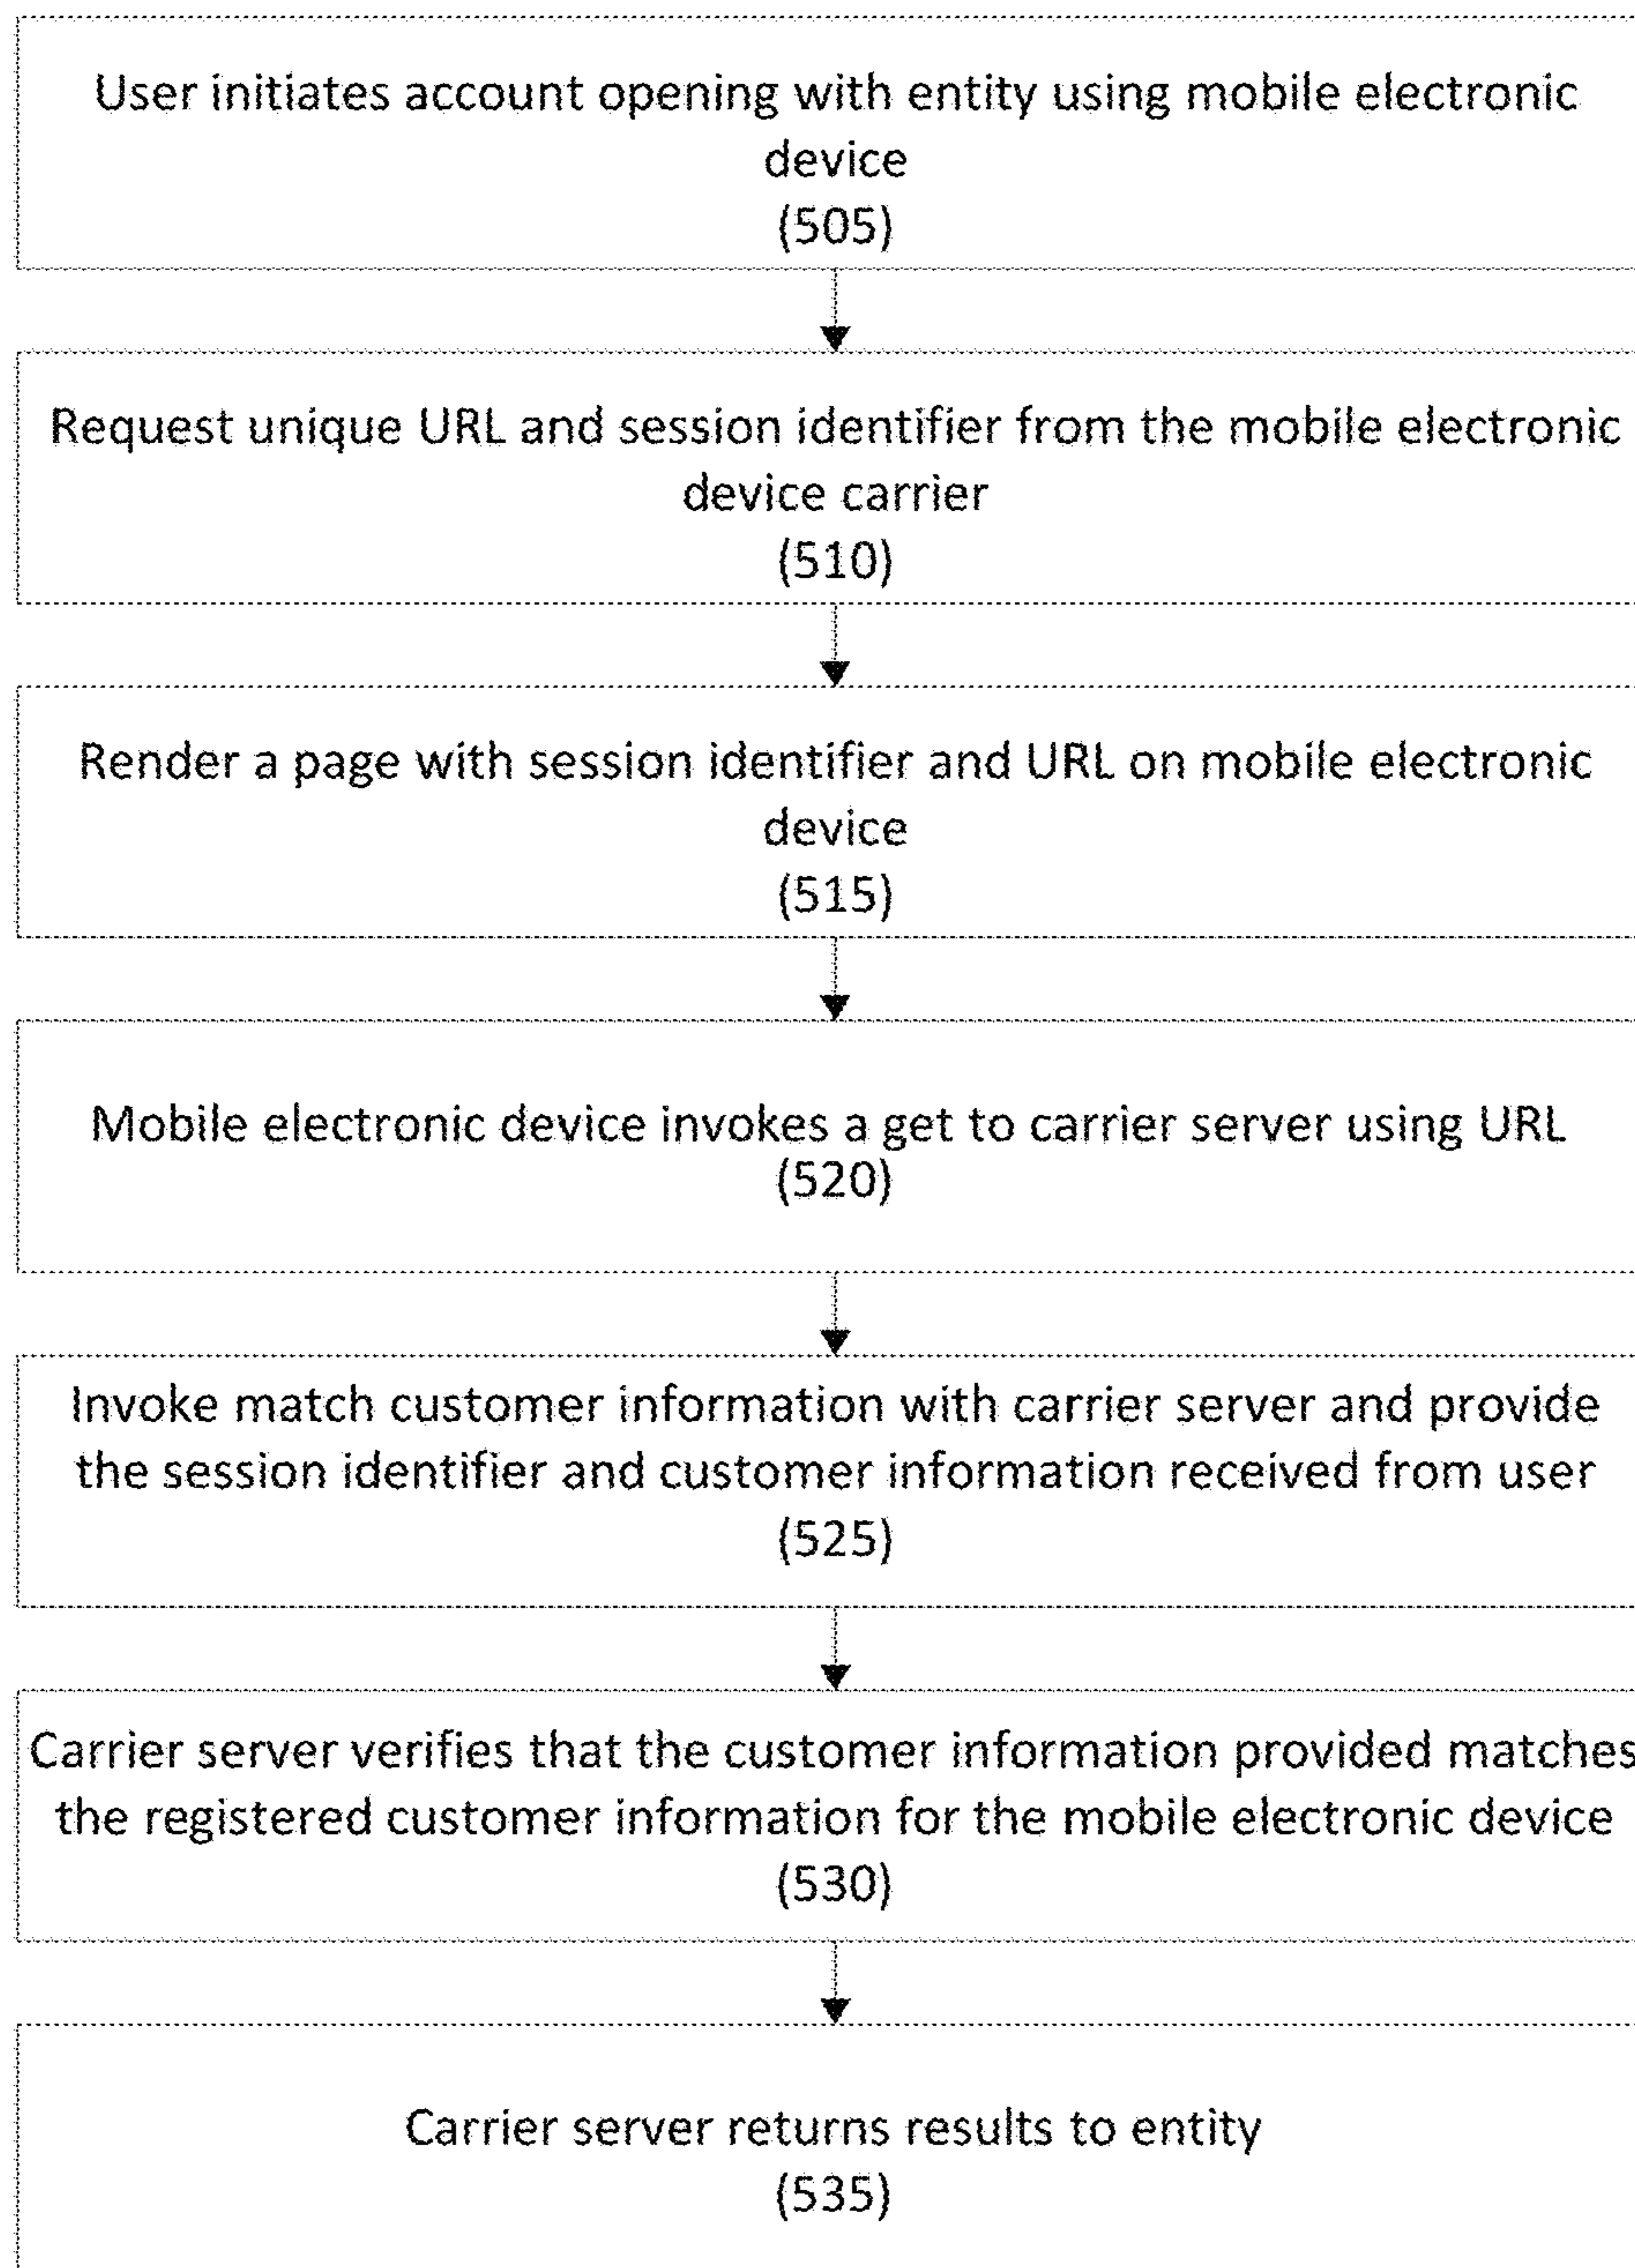 User initiates account opening with entity using mobile electronic
device
(505)
Request unique URL and session identifier from the mobile electronic
device carrier
(510)
Render a page with session identifier and URL on mobile electronic
device
(515)
Mobile electronic device invokes a get to carrier server using URL
(520)
Invoke match customer information with carrier server and provide
the session identifier and customer information received from user
(525)
Carrier server verifies that the customer information provided matches
the registered customer information for the mobile electronic device
(530)
Carrier server returns results to entity
(535)